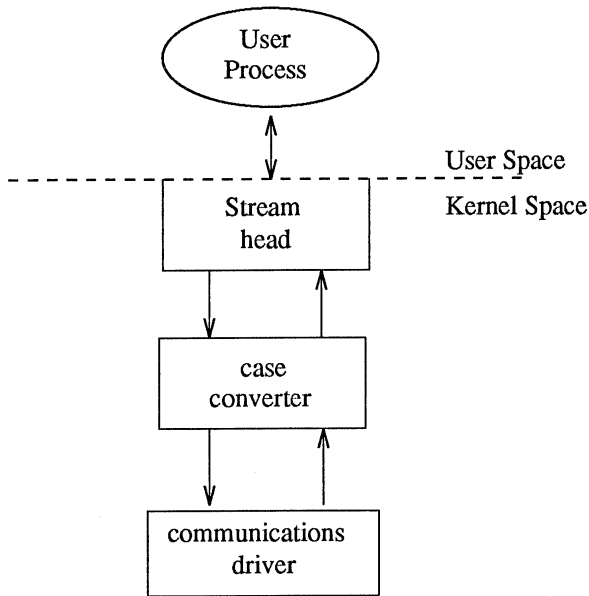 User
Process
User Space
Kernel Space
Stream
head
case
converter
communications
driver